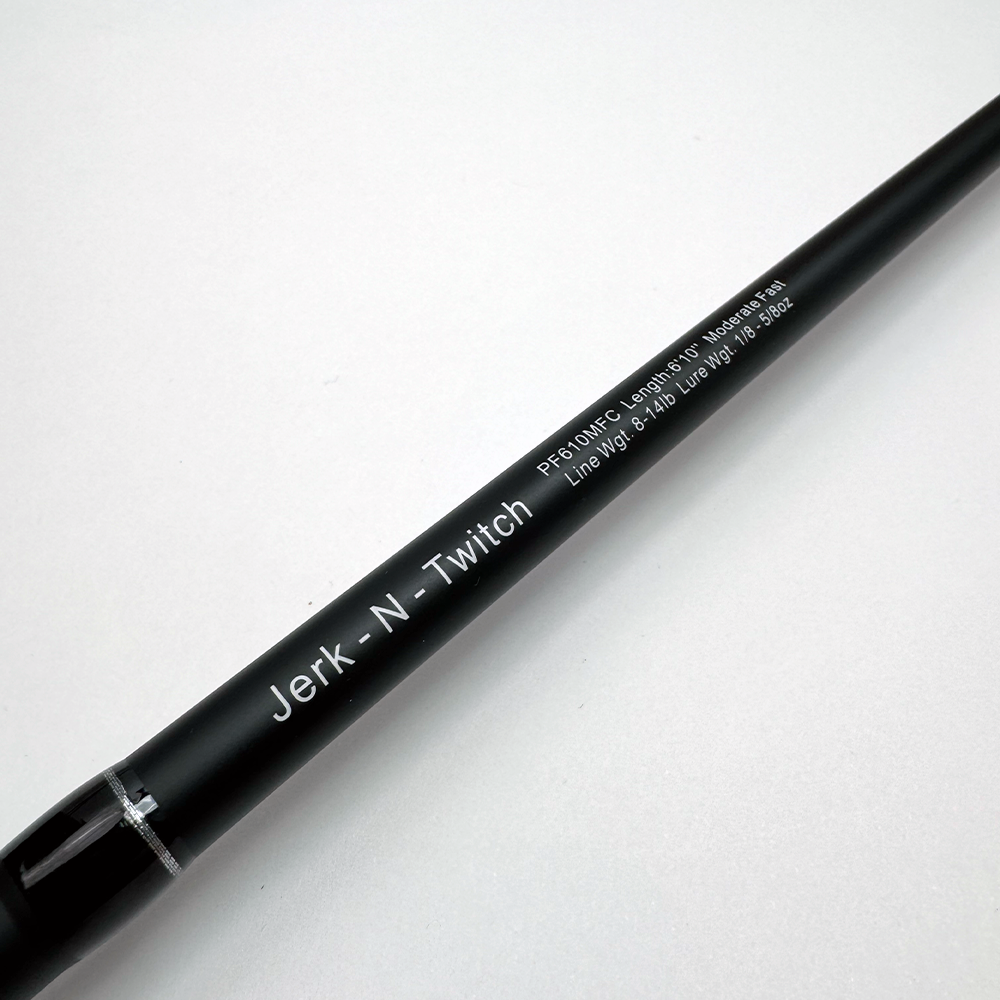 Jerk - N - Twitch
PF610MFC Length:6'10" Moderate Fast
Line Wgt. 8-14lb Lure Wgt. 1/8 - 5/8oz